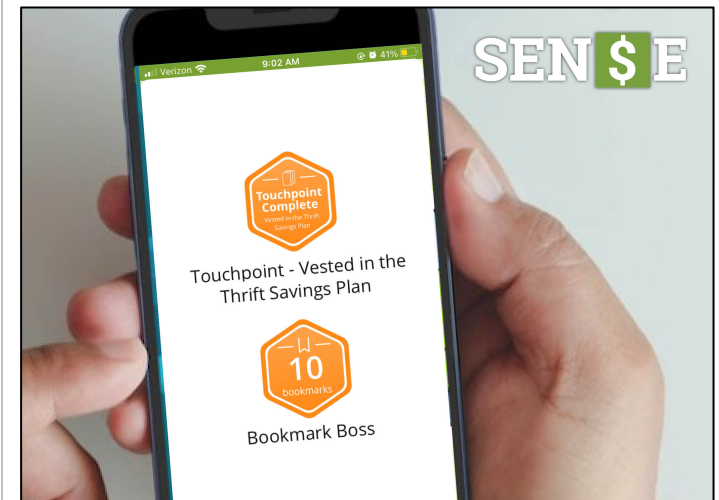 SEN$E
Verizon 9:02 AM 41%
Touchpoint
Complete
Vested in the Thrift
Savings Plan
Touchpoint - Vested in the
Thrift Savings Plan
10
bookmarks
Bookmark Boss